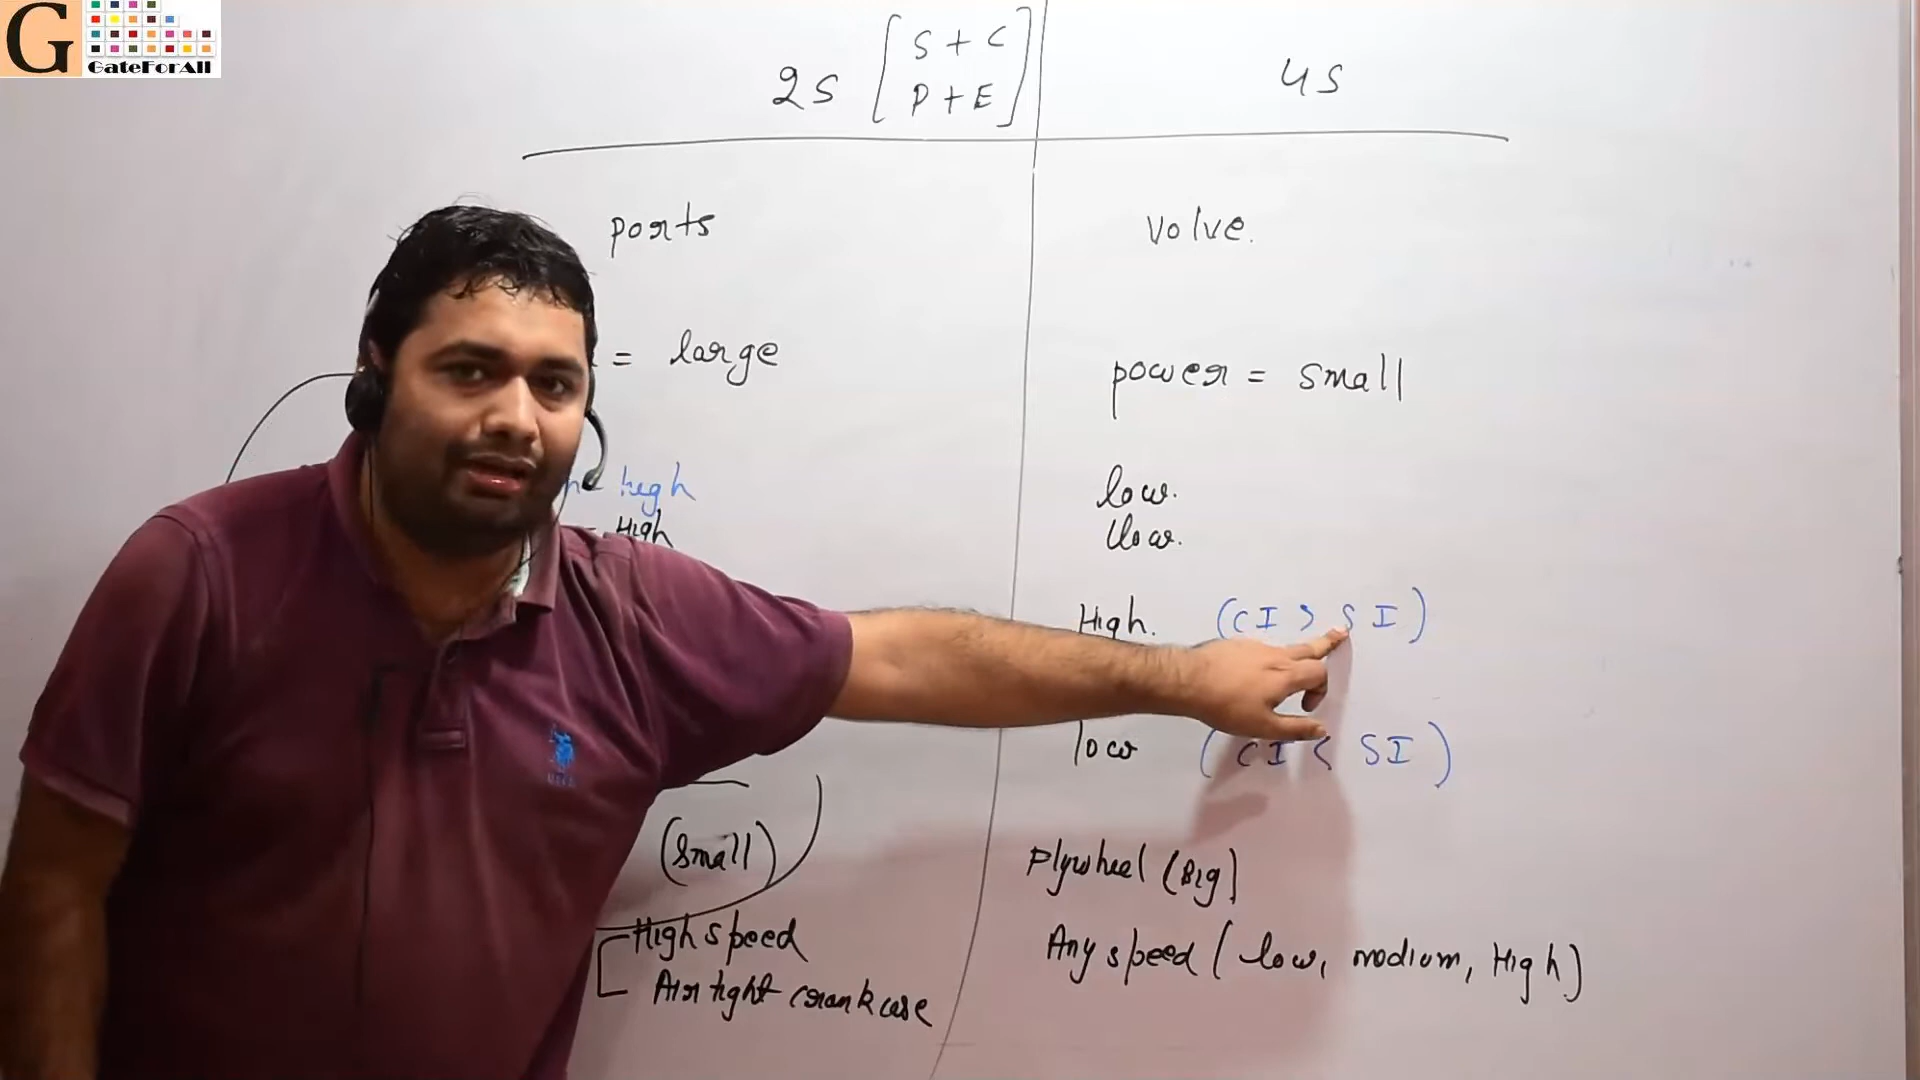 G
GateForAll
2S [ S + C
P + E ]
4S
ports
Volve.
= large
power = small
high
low.
High
low.
High. (CI > SI)
low (CI < SI)
(small)
Flywheel (Big)
High speed
Any speed (low, modium, High)
Air tight crank case